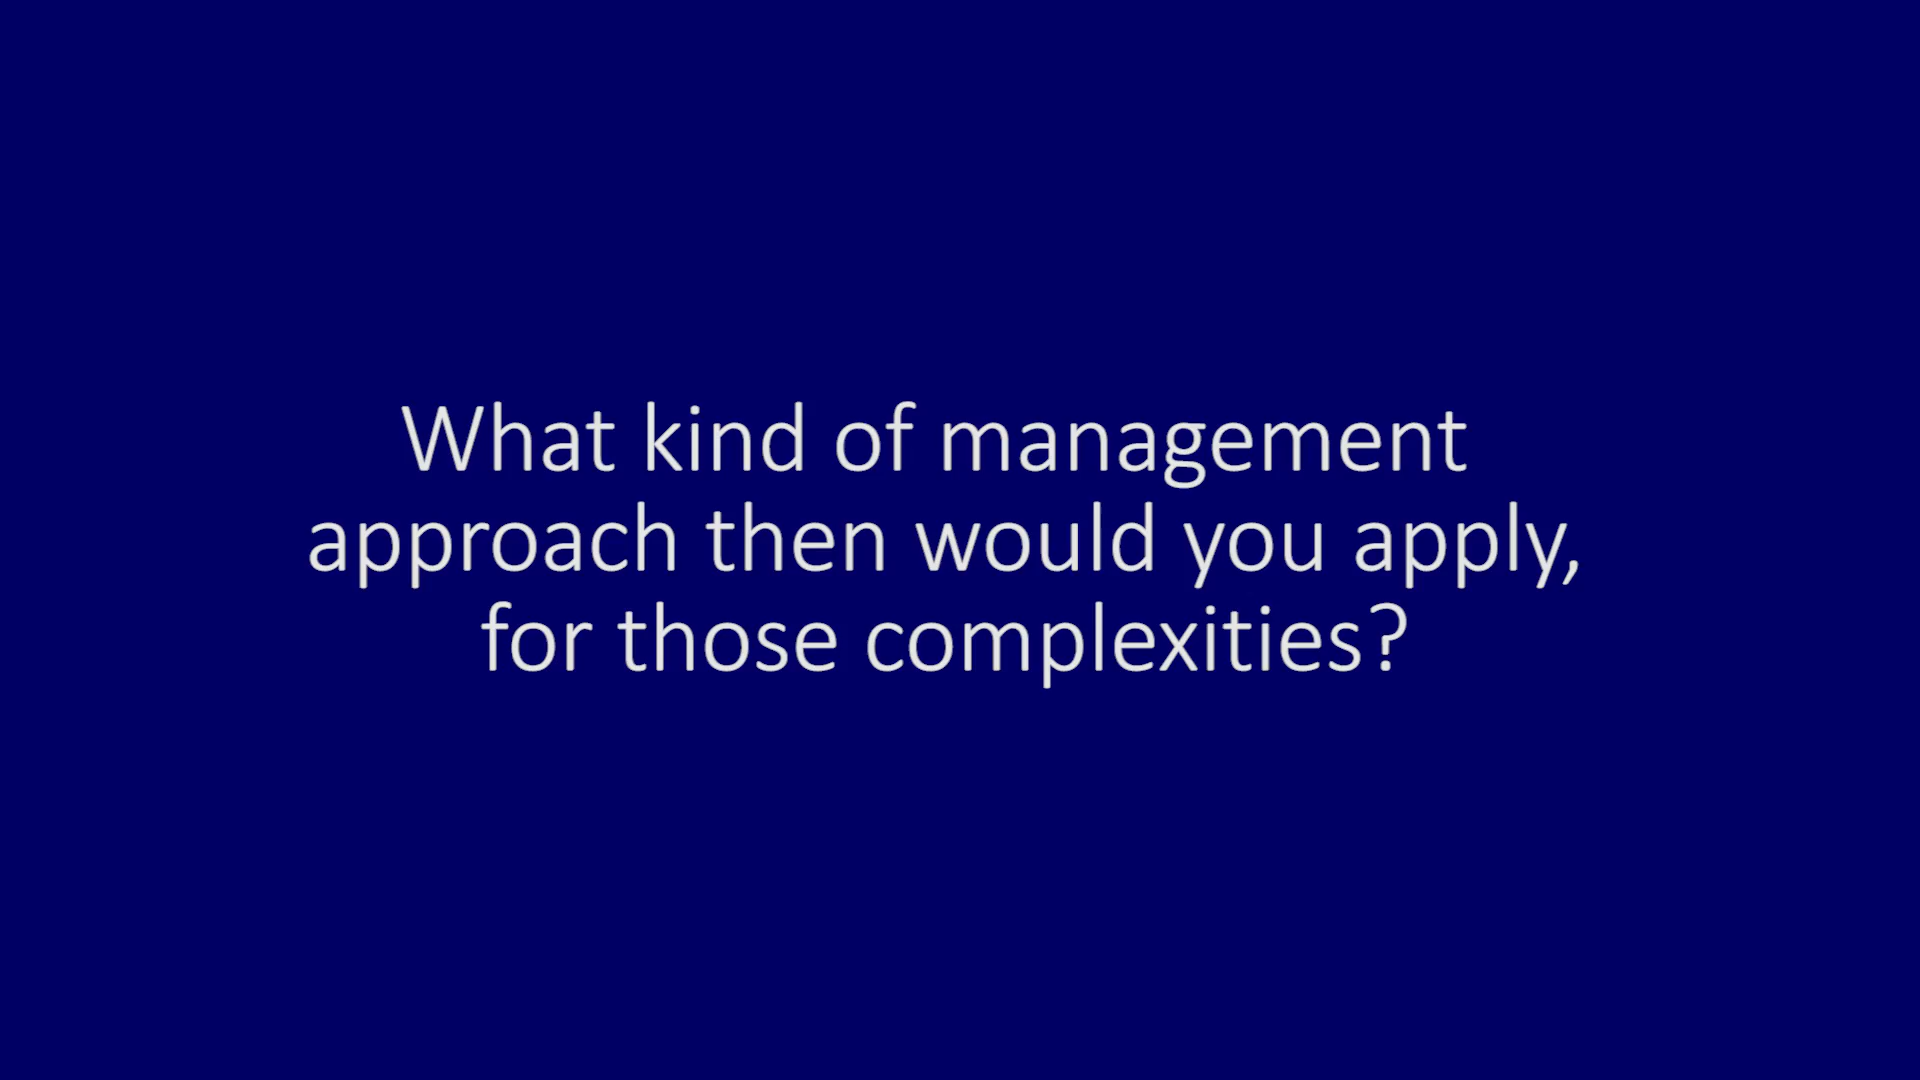 What kind of management
approach then would you apply,
for those complexities?